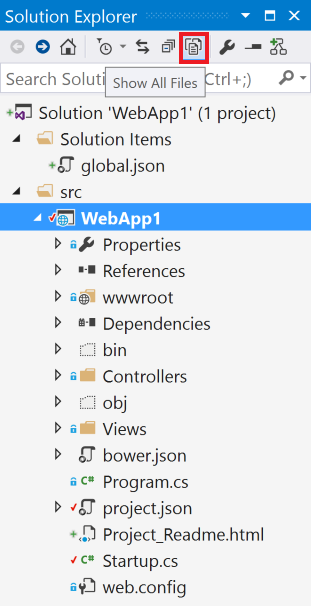 Solution Explorer
Search Solu
Ctrl+;)
Show All Files
Solution 'WebApp1' (1 project)
Solution Items
global.json
src
WebApp1
Properties
References
wwwroot
Dependencies
bin
Controllers
obj
Views
bower.json
C# Program.cs
project.json
Project_Readme.html
C# Startup.cs
web.config